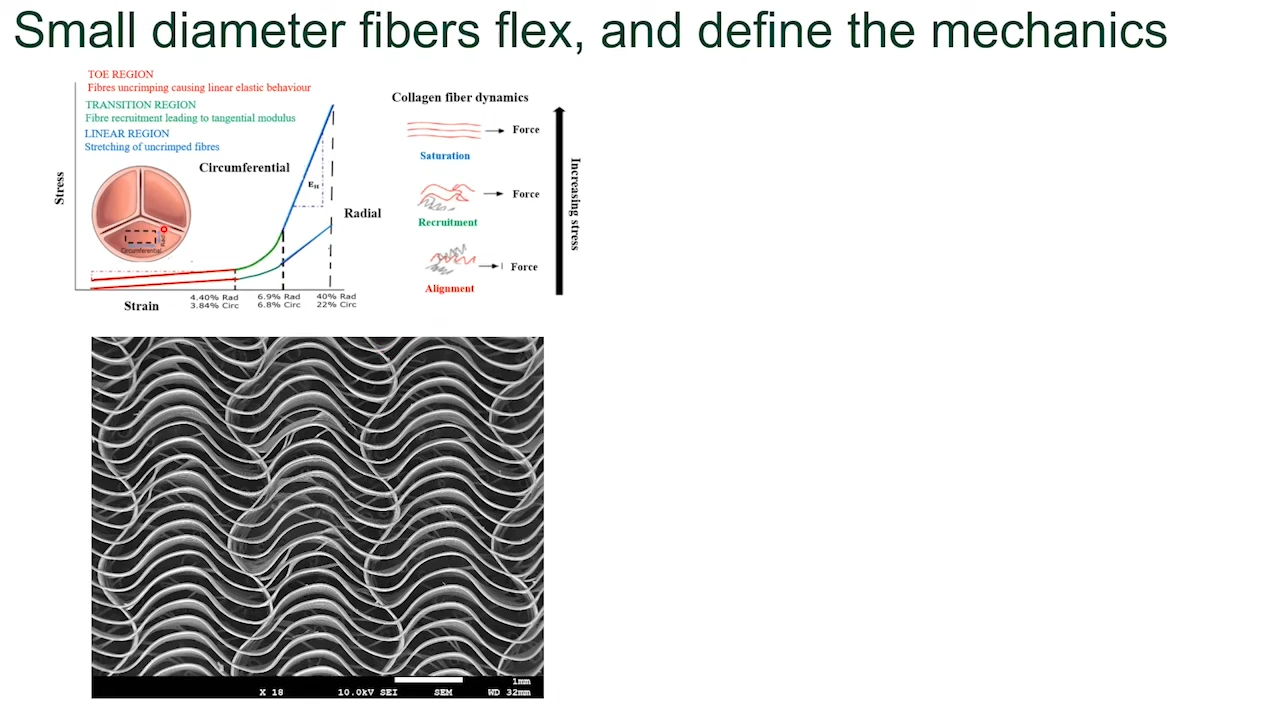 Small diameter fibers flex, and define the mechanics
TOE REGION
Fibres uncrimping causing linear elastic behaviour
TRANSITION REGION
Fibre recruitment leading to tangential modulus
LINEAR REGION
Stretching of uncrimped fibres
Circumferential
Stress
E_H
Radial
Circumferential
Rad
4.40% Rad
3.84% Circ
6.9% Rad
6.8% Circ
40% Rad
22% Circ
Strain
Collagen fiber dynamics
Force
Saturation
Force
Recruitment
Force
Alignment
Increasing stress
1mm
X 18 10.0kV SEI SEM WD 32mm